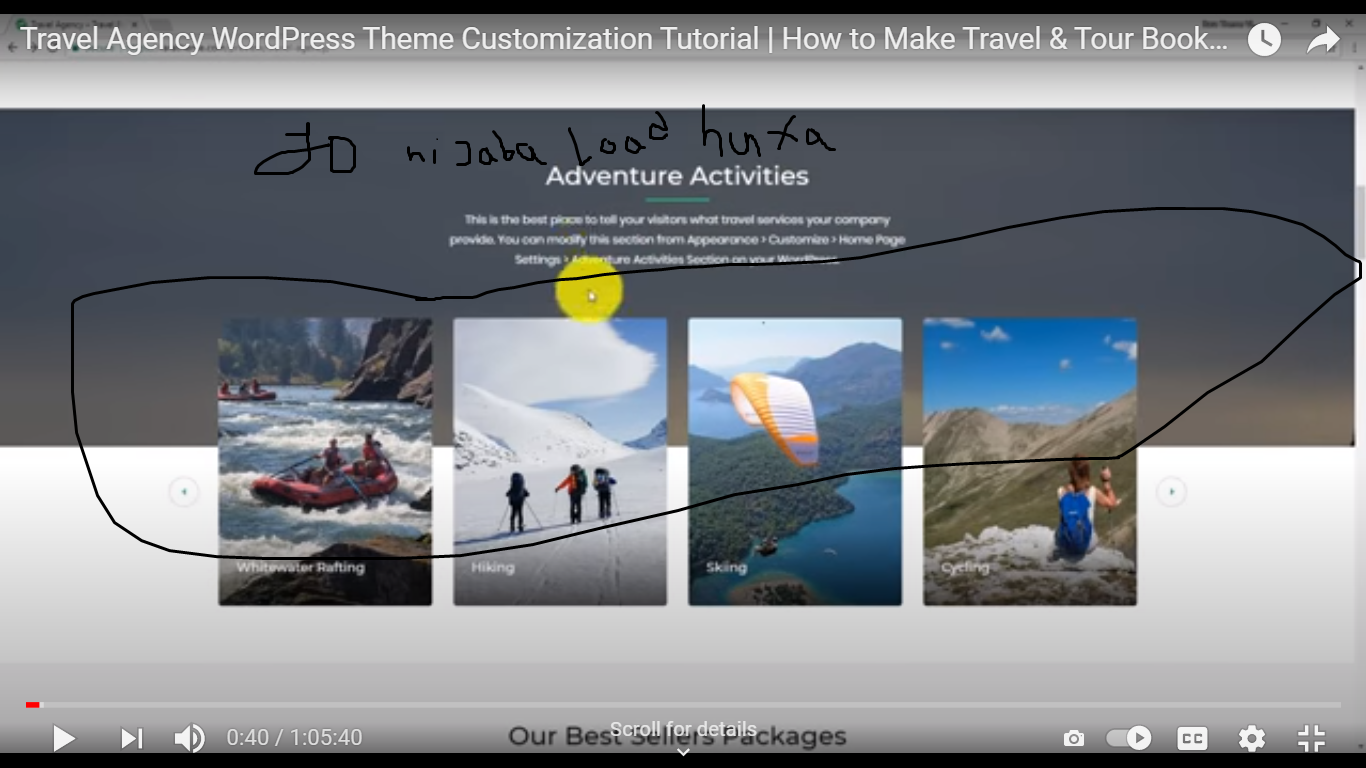 Travel Agency WordPress Theme Customization Tutorial | How to Make Travel & Tour Book...
JD nijaba load hunxa
Adventure Activities
This is the best place to tell your visitors what travel services your company
provide. You can modify this section from Appearance > Customize > Home Page
Settings > Adventure Activities Section on your WordPress.
Whitewater Rafting
Hiking
Skiing
Cycling
0:40 / 1:05:40
Scroll for details
CC
Our Best Sellers Packages